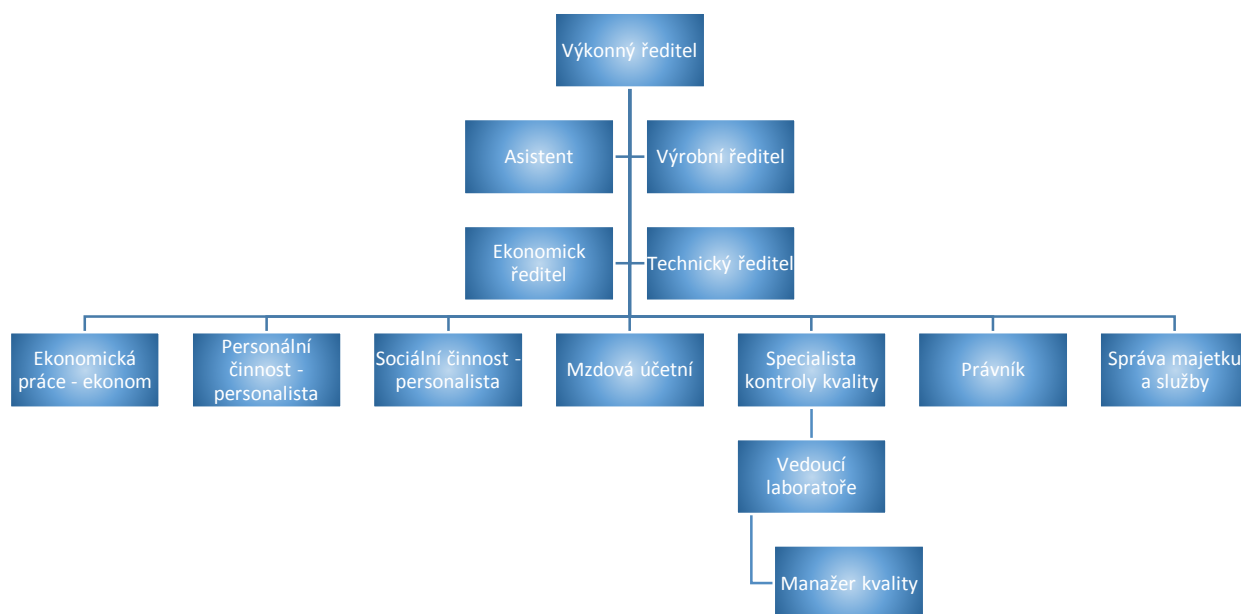 Výkonný ředitel
Asistent
Výrobní ředitel
Ekonomick
ředitel
Technický ředitel
Ekonomická
práce - ekonom
Personální
činnost -
personalista
Sociální činnost -
personalista
Mzdová účetní
Specialista
kontroly kvality
Právník
Správa majetku
a služby
Vedoucí
laboratoře
Manažer kvality